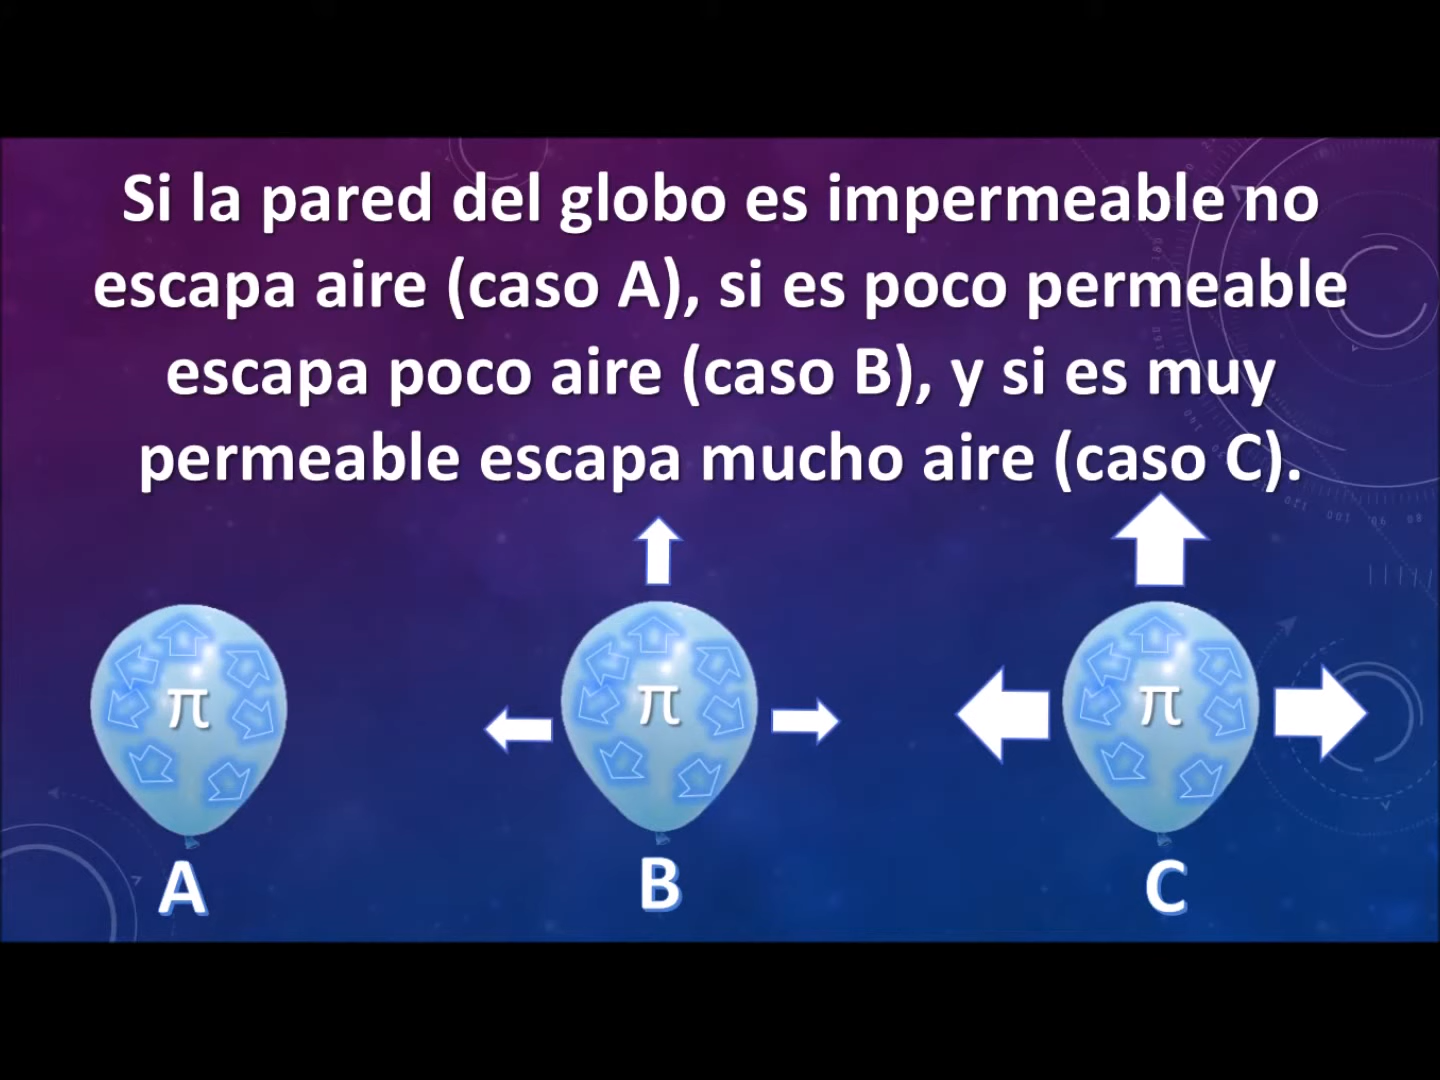 Si la pared del globo es impermeable no
escapa aire (caso A), si es poco permeable
escapa poco aire (caso B), y si es muy
permeable escapa mucho aire (caso C).
π
π
π
A
B
C